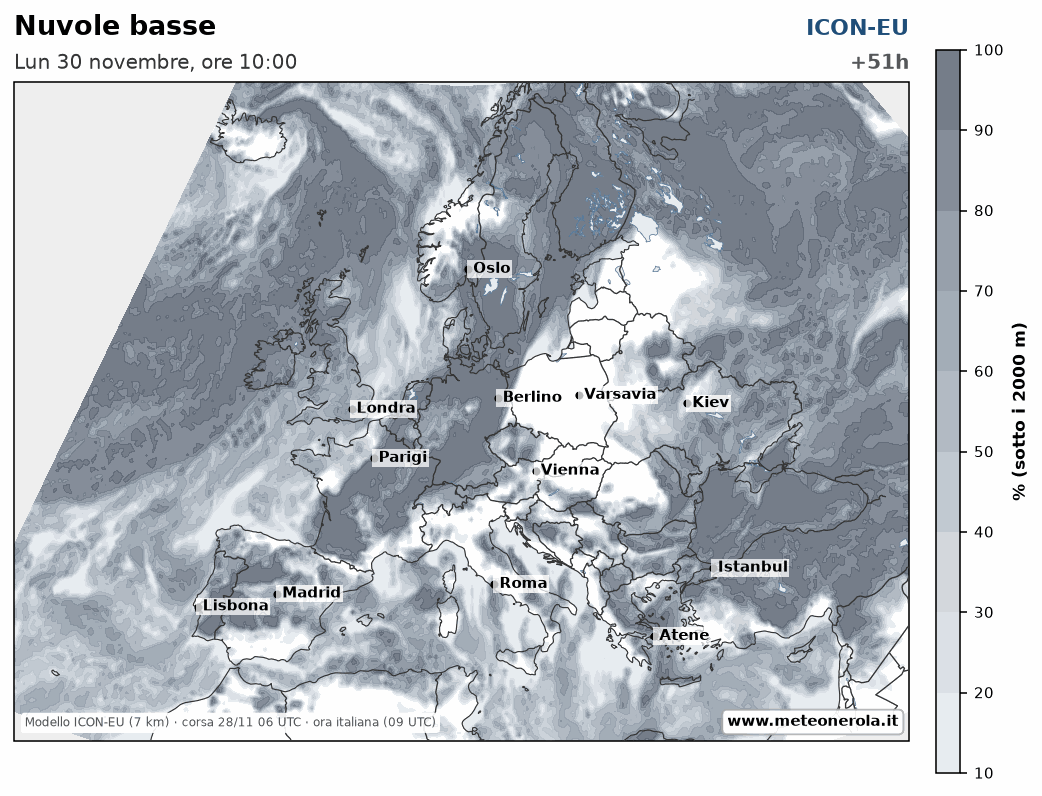 Nuvole basse
ICON-EU
Lun 30 novembre, ore 10:00
+51h
100
90
80
70
60
50
40
30
20
10
% (sotto i 2000 m)
Oslo
Berlino
Varsavia
Kiev
Londra
Parigi
Vienna
Istanbul
Roma
Madrid
Lisbona
Atene
Modello ICON-EU (7 km) · corsa 28/11 06 UTC · ora italiana (09 UTC)
www.meteonerola.it